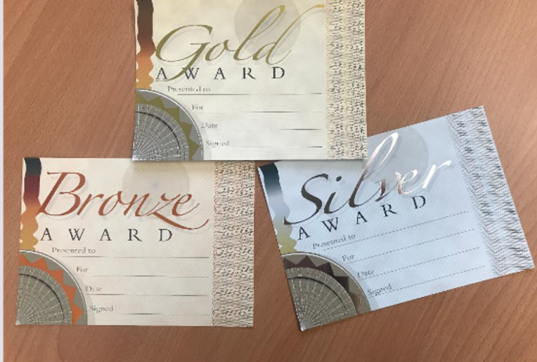 Gold
AWARD
Presented to
For
Date
Signed
Bronze
AWARD
Presented to
For
Date
Signed
Silver
AWARD
Presented to
For
Date
Signed